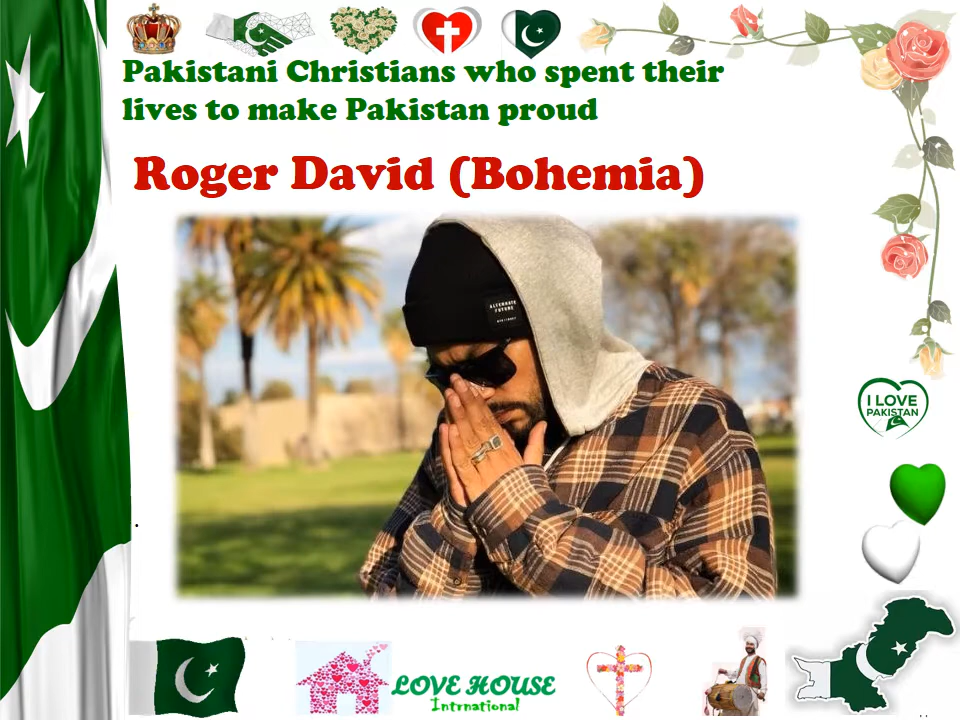 Pakistani Christians who spent their
lives to make Pakistan proud
Roger David (Bohemia)
ALTERNATE
FUTURE
I LOVE
PAKISTAN
LOVE HOUSE
Intrnational